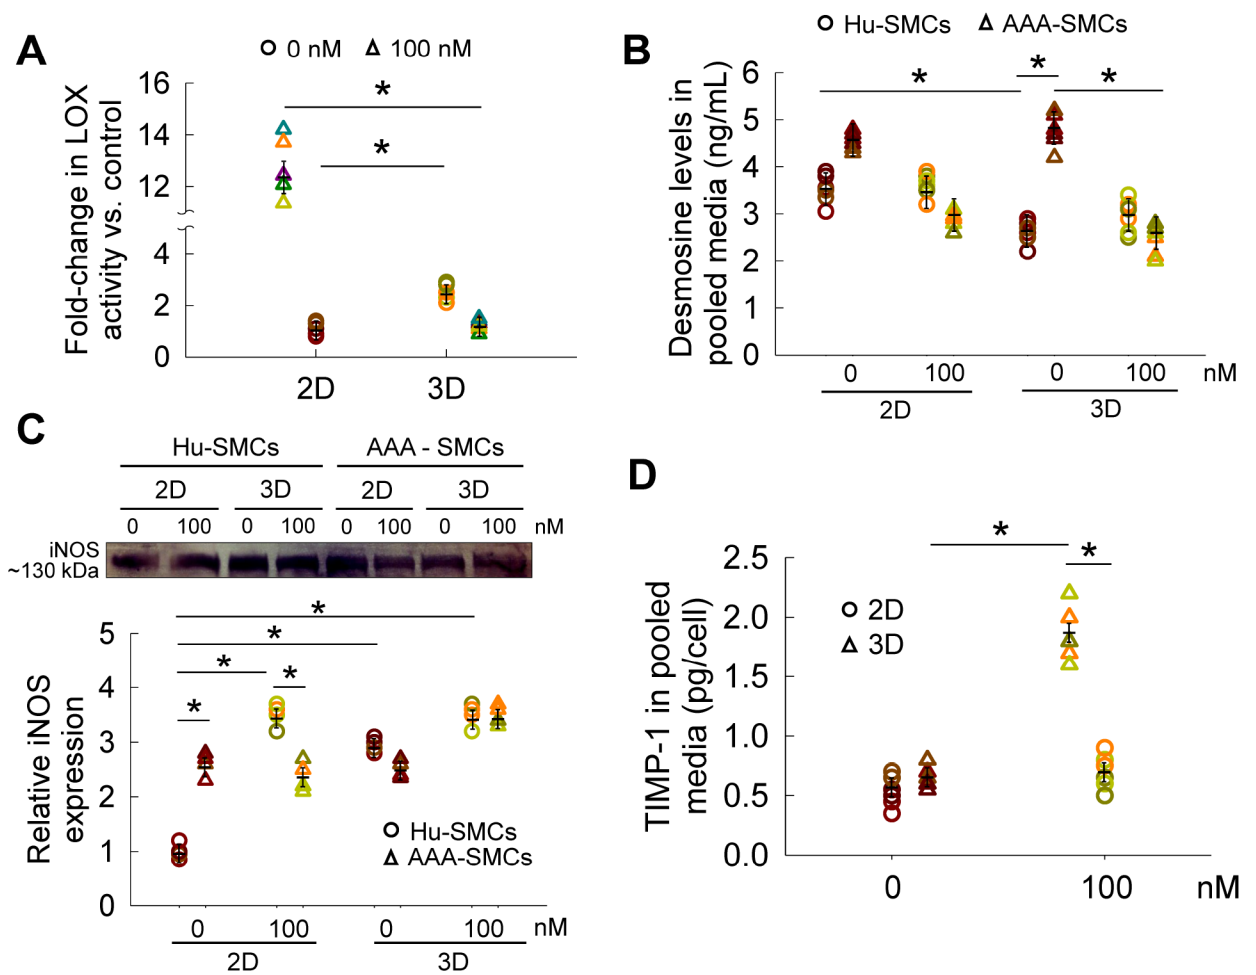 A
0 nM 100 nM
*
*
Fold-change in LOX
activity vs. control
16
14
12
4
2
0
2D 3D
B
Hu-SMCs AAA-SMCs
* * *
Desmosine levels in
pooled media (ng/mL)
6
5
4
3
2
1
0
0 100 0 100 nM
2D 3D
C
Hu-SMCs AAA - SMCs
2D 3D 2D 3D
0 100 0 100 0 100 0 100 nM
iNOS
~130 kDa
*
*
* *
*
Relative iNOS
expression
5
4
3
2
1
0
Hu-SMCs
AAA-SMCs
0 100 0 100 nM
2D 3D
D
* *
TIMP-1 in pooled
media (pg/cell)
2.5
2.0
1.5
1.0
0.5
0.0
2D
3D
0 100 nM